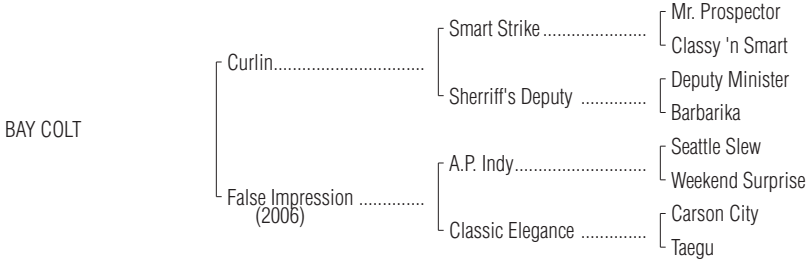 Mr. Prospector
Smart Strike......................
Classy 'n Smart
Curlin................................
Deputy Minister
Sherriff's Deputy ..............
Barbarika
BAY COLT
Seattle Slew
A.P. Indy............................
Weekend Surprise
False Impression ..............
(2006)
Carson City
Classic Elegance ..............
Taegu